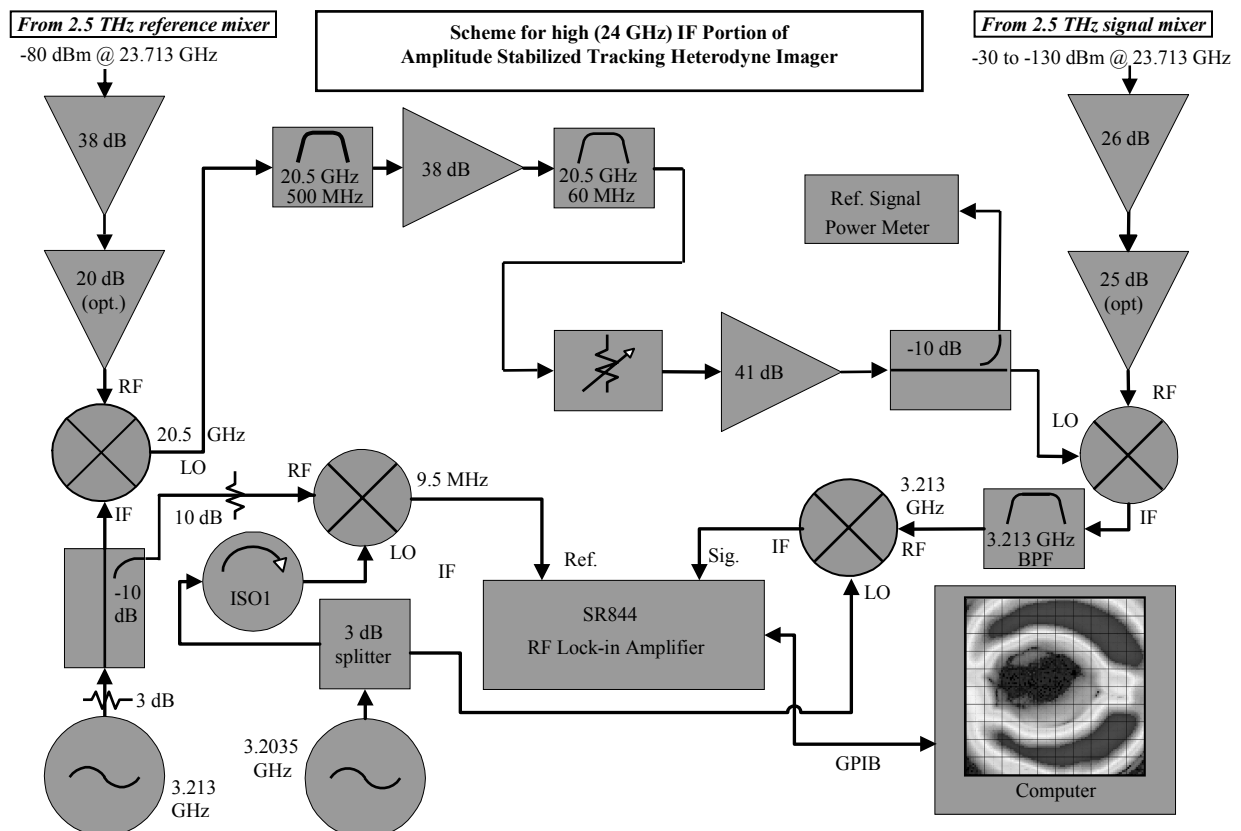 From 2.5 THz reference mixer
-80 dBm @ 23.713 GHz
Scheme for high (24 GHz) IF Portion of
Amplitude Stabilized Tracking Heterodyne Imager
From 2.5 THz signal mixer
-30 to -130 dBm @ 23.713 GHz
38 dB
20.5 GHz
500 MHz
38 dB
20.5 GHz
60 MHz
26 dB
Ref. Signal
Power Meter
20 dB
(opt.)
25 dB
(opt)
-10 dB
41 dB
RF
RF
20.5 GHz
LO
LO
IF
IF
10 dB
RF
9.5 MHz
LO
3.213
GHz
RF
IF
LO
3.213 GHz
BPF
-10
dB
ISO1
IF
Ref.
Sig.
3 dB
splitter
SR844
RF Lock-in Amplifier
3 dB
3.213
GHz
3.2035
GHz
GPIB
Computer